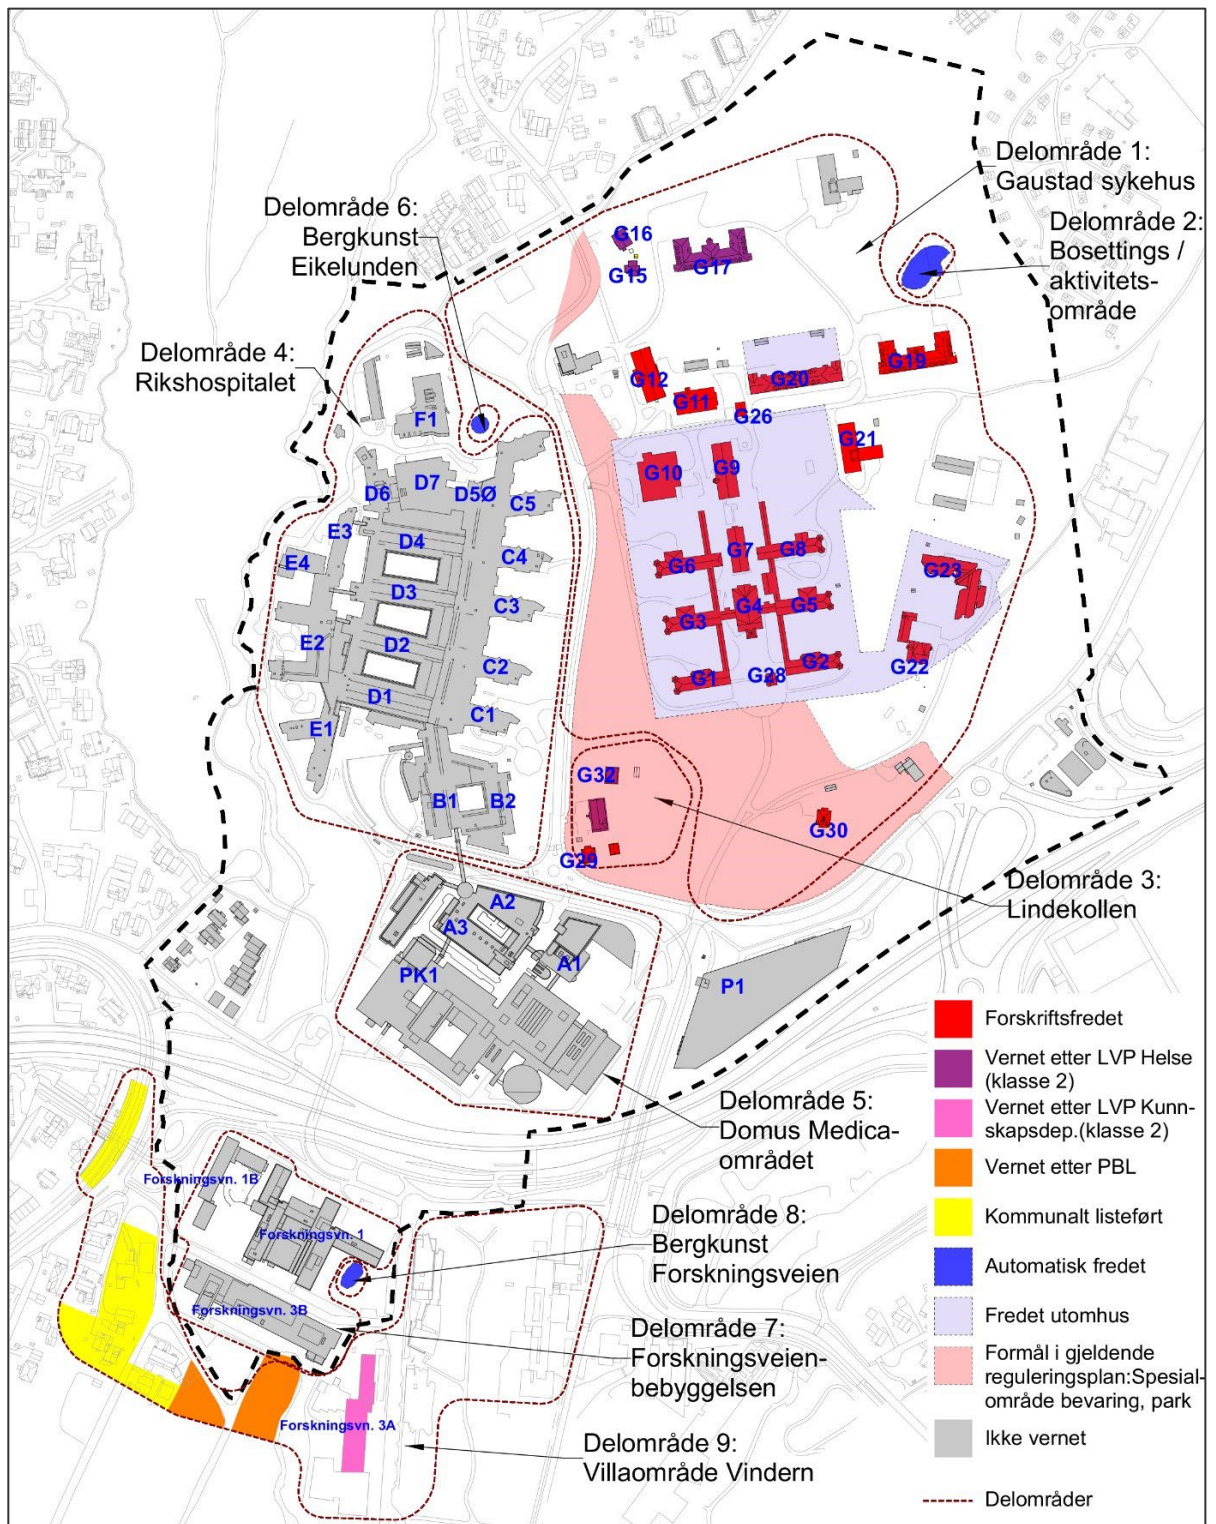 Delområde 1:
Gaustad sykehus
Delområde 2:
Bosettings /
aktivitets-
område
Delområde 6:
Bergkunst
Eikelunden
Delområde 4:
Rikshospitalet
G16
G15
G17
G12
G11
G20
G19
G26
G21
F1
G10
G9
D6
D7
D5Ø
C5
E3
D4
C4
E4
D3
C3
G6
G7
G8
G23
G3
G4
G5
E2
D2
C2
G1
G28
G2
G22
D1
C1
E1
G32
B1
B2
G29
G30
Delområde 3:
Lindekollen
A2
A3
A1
PK1
P1
Delområde 5:
Domus Medica-
området
Forskningsvn. 1B
Forskningsvn. 1
Forskningsvn. 3B
Forskningsvn. 3A
Delområde 8:
Bergkunst
Forskningsveien
Delområde 7:
Forskningsveien-
bebyggelsen
Delområde 9:
Villaområde Vindern
Forskriftsfredet
Vernet etter LVP Helse
(klasse 2)
Vernet etter LVP Kunn-
skapsdep.(klasse 2)
Vernet etter PBL
Kommunalt listeført
Automatisk fredet
Fredet utomhus
Formål i gjeldende
reguleringsplan:Spesial-
område bevaring, park
Ikke vernet
Delområder